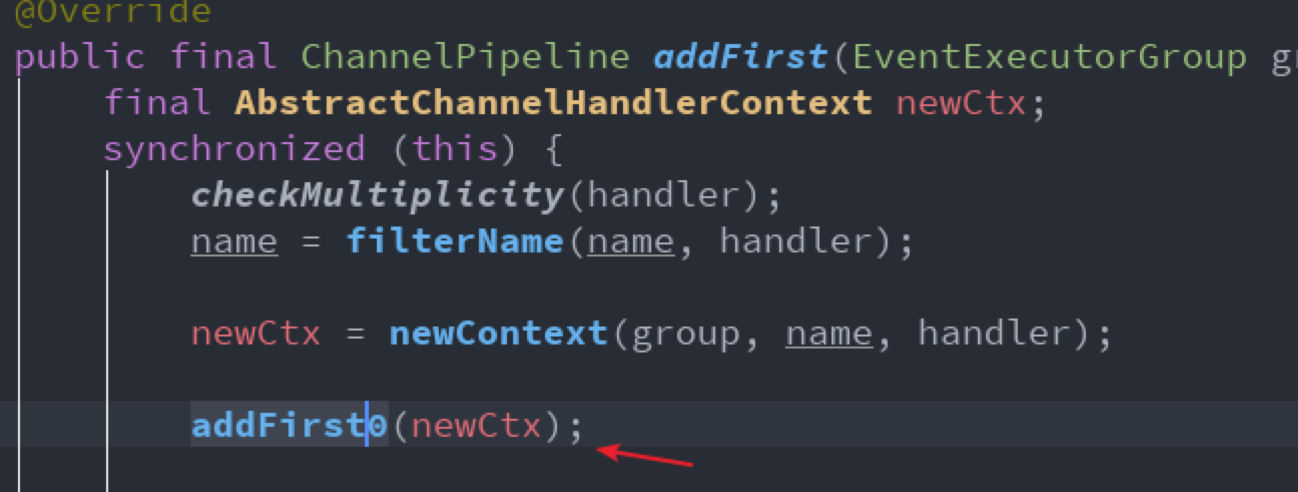 @Override
public final ChannelPipeline addFirst(EventExecutorGroup
final AbstractChannelHandlerContext newCtx;
synchronized (this) {
checkMultiplicity(handler);
name = filterName(name, handler);
newCtx = newContext(group, name, handler);
addFirst0(newCtx);